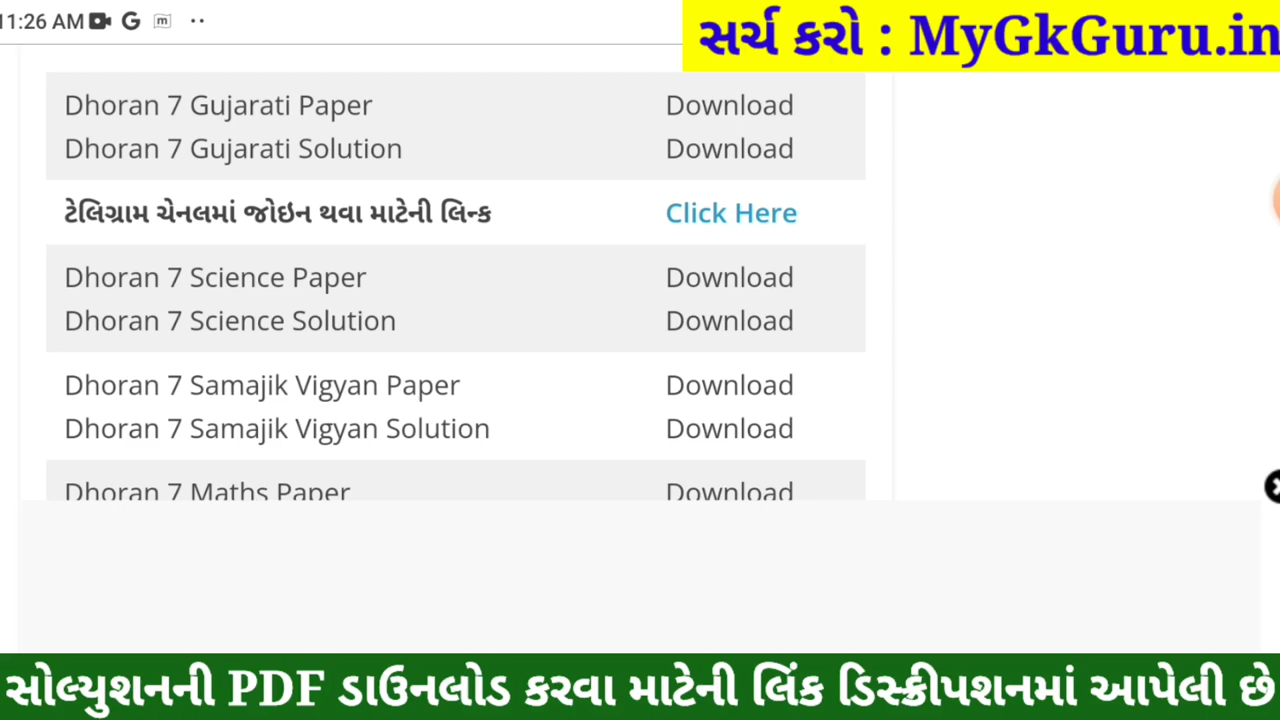 11:26 AM
સર્ચ કરો : MyGkGuru.in
Dhoran 7 Gujarati Paper Download
Dhoran 7 Gujarati Solution Download
ટેલિગ્રામ ચેનલમાં જોઇન થવા માટેની લિન્ક Click Here
Dhoran 7 Science Paper Download
Dhoran 7 Science Solution Download
Dhoran 7 Samajik Vigyan Paper Download
Dhoran 7 Samajik Vigyan Solution Download
Dhoran 7 Maths Paper Download
સોલ્યુશનની PDF ડાઉનલોડ કરવા માટેની લિંક ડિસ્ક્રીપશનમાં આપેલી છે